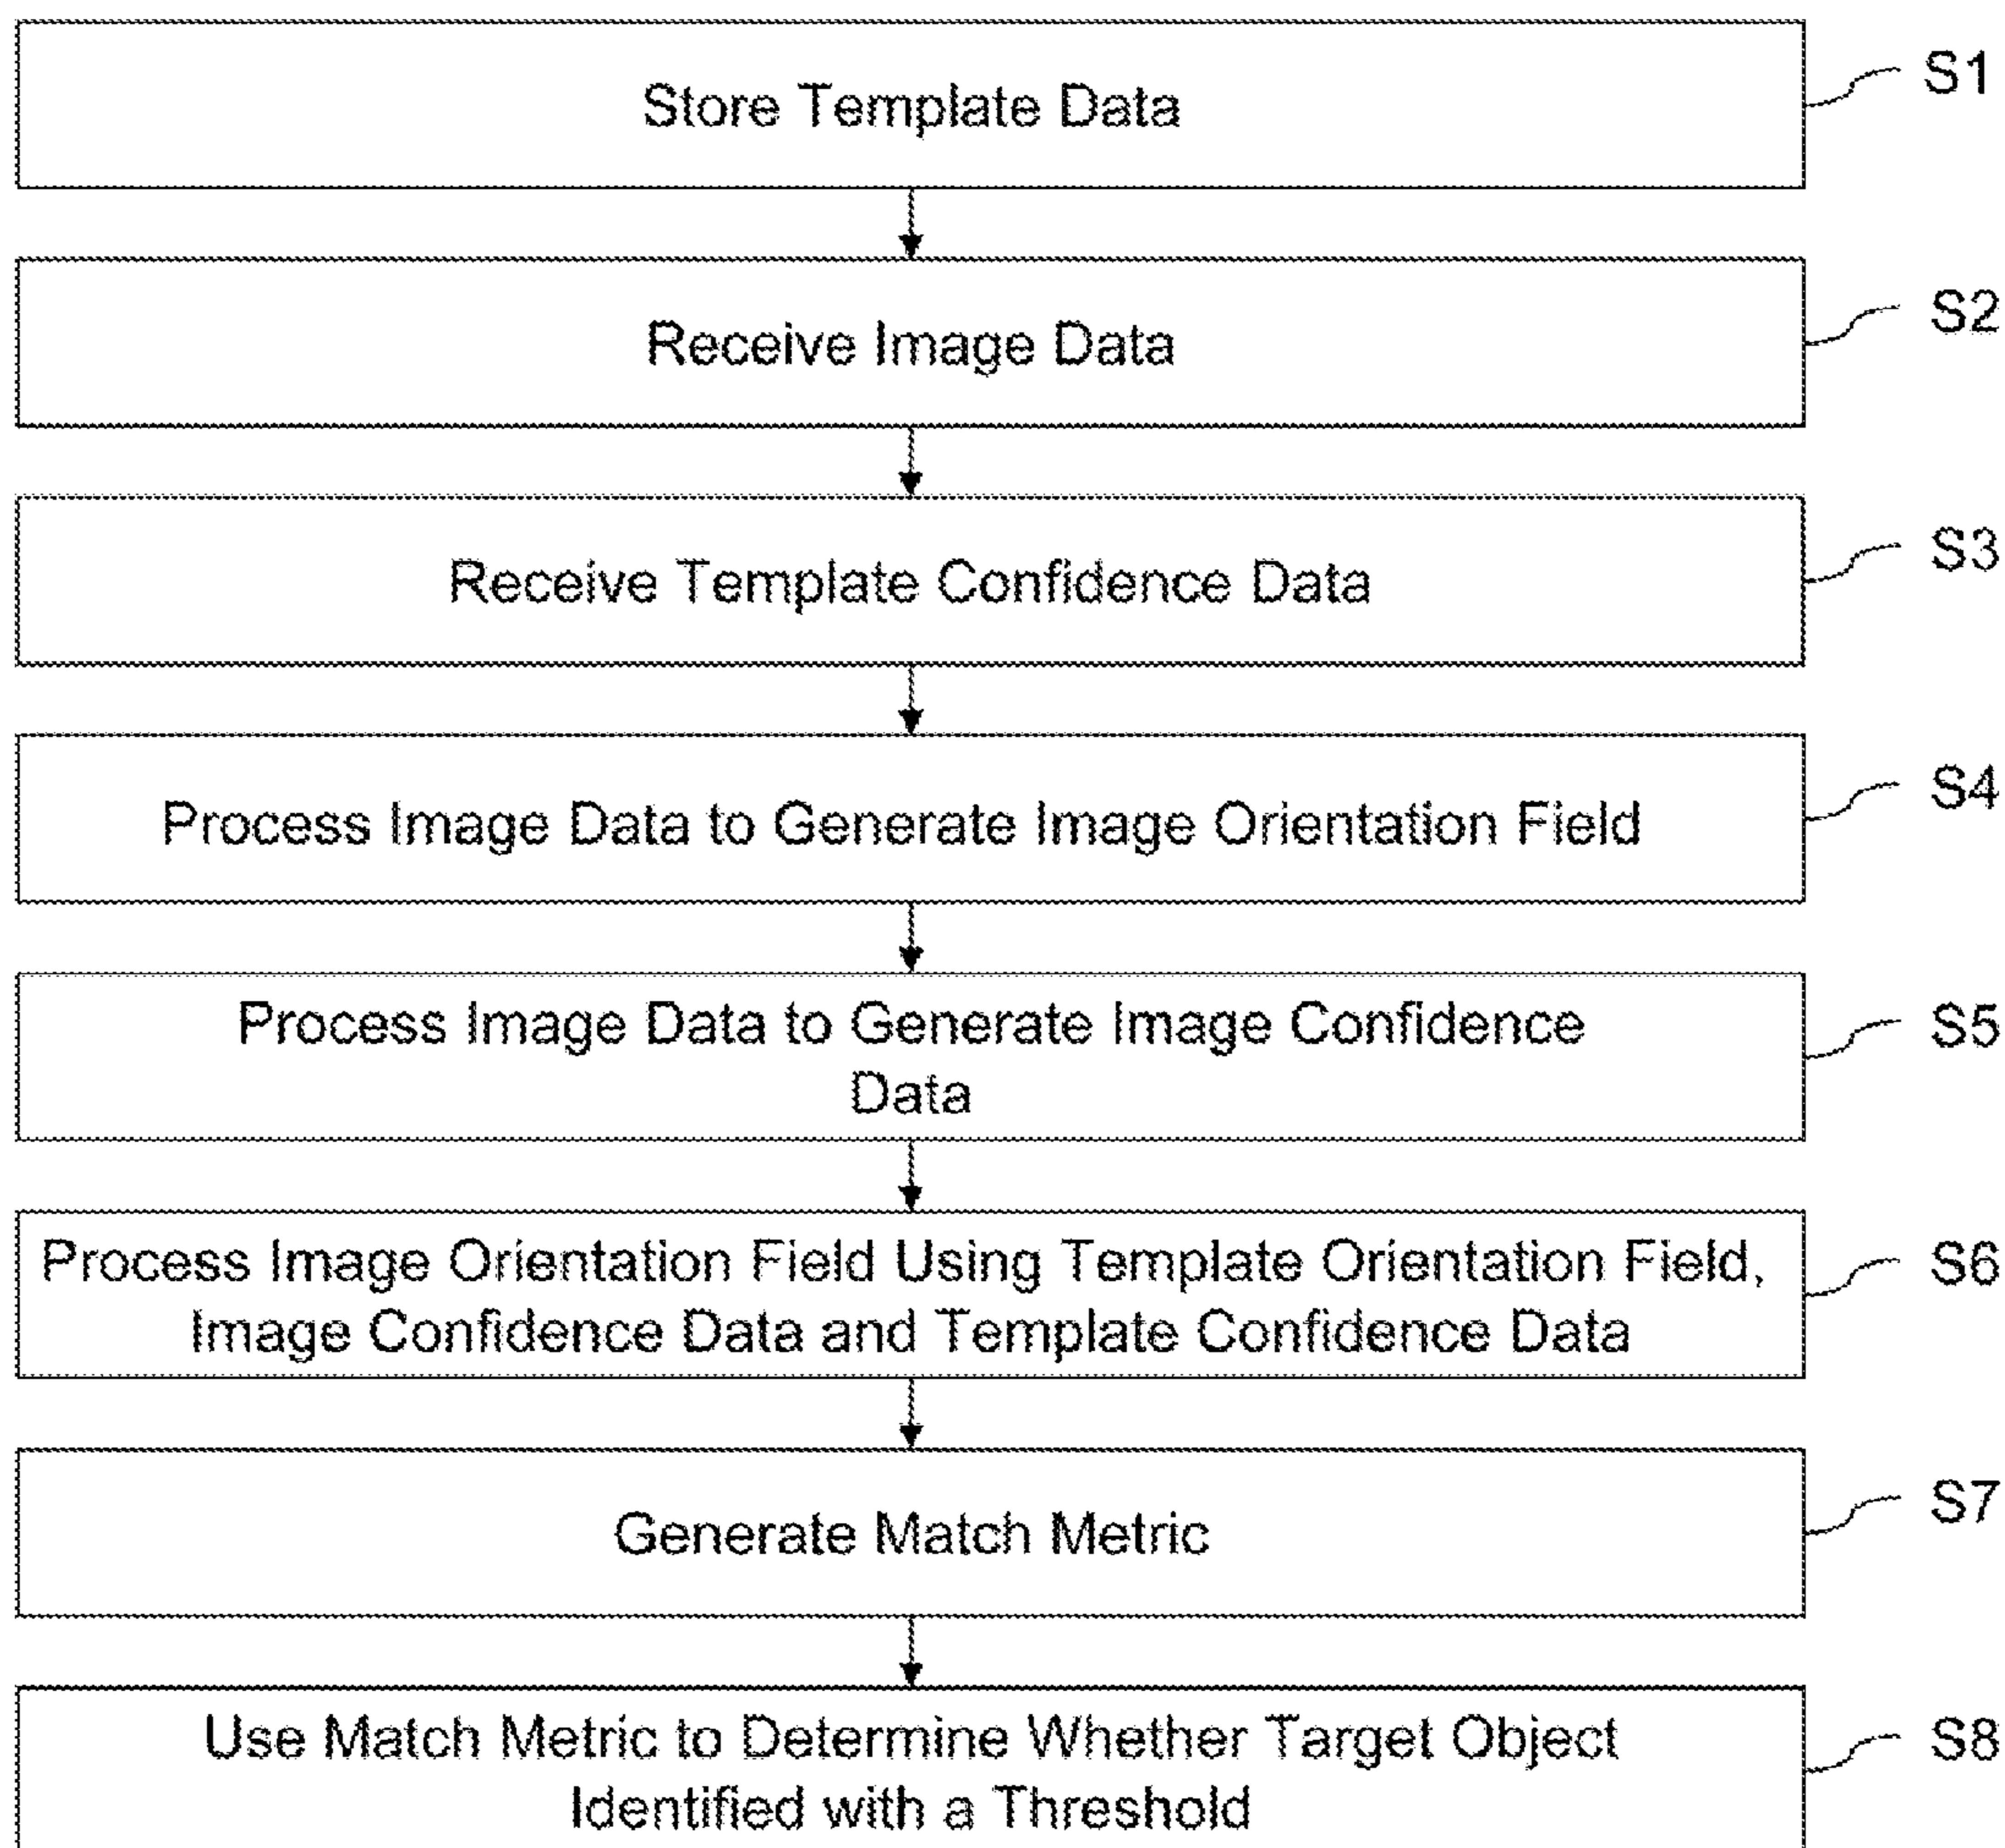 Store Template Data
S1
Receive Image Data
S2
Receive Template Confidence Data
S3
Process Image Data to Generate Image Orientation Field
S4
Process Image Data to Generate Image Confidence
Data
S5
Process Image Orientation Field Using Template Orientation Field,
Image Confidence Data and Template Confidence Data
S6
Generate Match Metric
S7
Use Match Metric to Determine Whether Target Object
Identified with a Threshold
S8